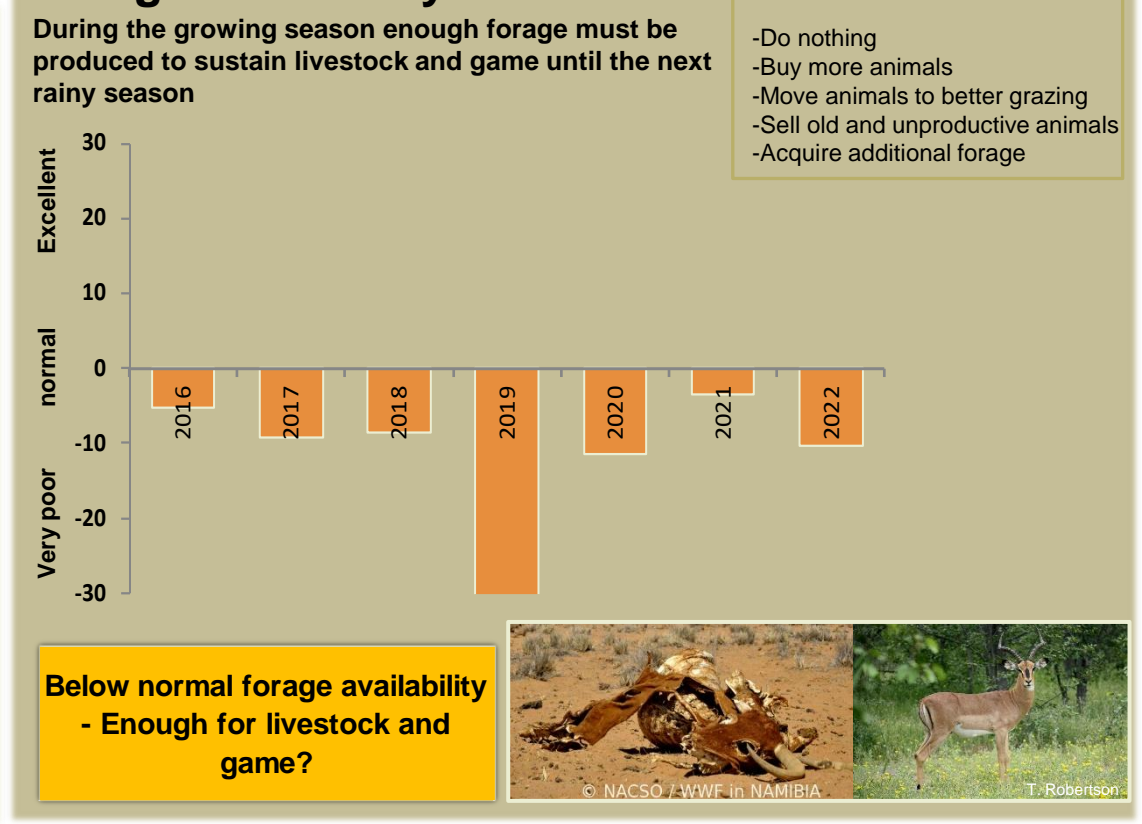 During the growing season enough forage must be
produced to sustain livestock and game until the next
rainy season
-Do nothing
-Buy more animals
-Move animals to better grazing
-Sell old and unproductive animals
-Acquire additional forage
Excellent
normal
Very poor
30
20
10
0
-10
-20
-30
2016
2017
2018
2019
2020
2021
2022
Below normal forage availability
- Enough for livestock and
game?
© NACSO / WWF in NAMIBIA
T. Robertson